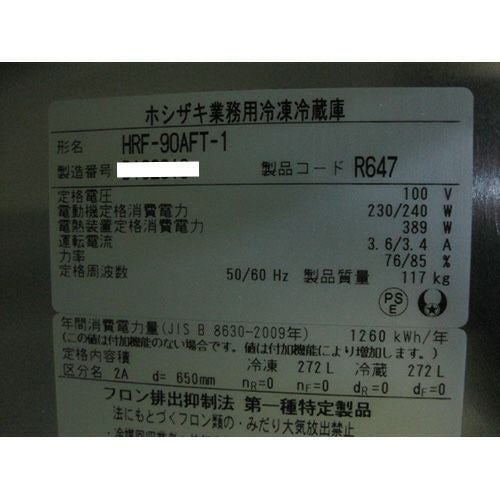 ホシザキ業務用冷凍冷蔵庫
形名 HRF-90AFT-1
製造番号 製品コード R647
定格電圧 100 V
電動機定格消費電力 230/240 W
電熱装置定格消費電力 389 W
運転電流 3.6/3.4 A
力率 76/85 %
定格周波数 50/60 Hz 製品質量 117 kg
PSE
年間消費電力量(JIS B 8630-2009年) 1260 kWh/年
(この値は付加機能のない場合です。値は付加機能により増加します。)
定格内容積 冷凍 272 L 冷蔵 272 L
区分名 2A d= 650mm nR=0 nF=0 dR=0 dF=0
フロン排出抑制法 第一種特定製品
法にもとづくフロン類の・みだり大気放出禁止